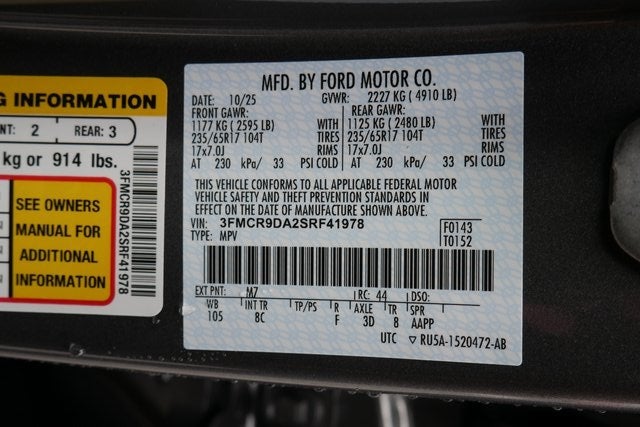 G INFORMATION
NT: 2 REAR: 3
kg or 914 lbs.
SEE OWNERS
MANUAL FOR
ADDITIONAL
INFORMATION
3FMCR9DA2SRF41978
MFD. BY FORD MOTOR CO.
DATE: 10/25 GVWR: 2227 KG (4910 LB)
FRONT GAWR: REAR GAWR:
1177 KG (2595 LB) WITH 1125 KG (2480 LB) WITH
235/65R17 104T TIRES 235/65R17 104T TIRES
17x7.0J RIMS 17x7.0J RIMS
AT 230 kPa/ 33 PSI COLD AT 230 kPa/ 33 PSI COLD
THIS VEHICLE CONFORMS TO ALL APPLICABLE FEDERAL MOTOR
VEHICLE SAFETY AND THEFT PREVENTION STANDARDS IN
EFFECT ON THE DATE OF MANUFACTURE SHOWN ABOVE.
VIN: 3FMCR9DA2SRF41978 F0143
TYPE: MPV T0152
EXT PNT: M7 RC: 44 DSO:
WB INT TR TP/PS R AXLE TR SPR
105 8C F 3D 8 AAPP
UTC ▽ RU5A-1520472-AB